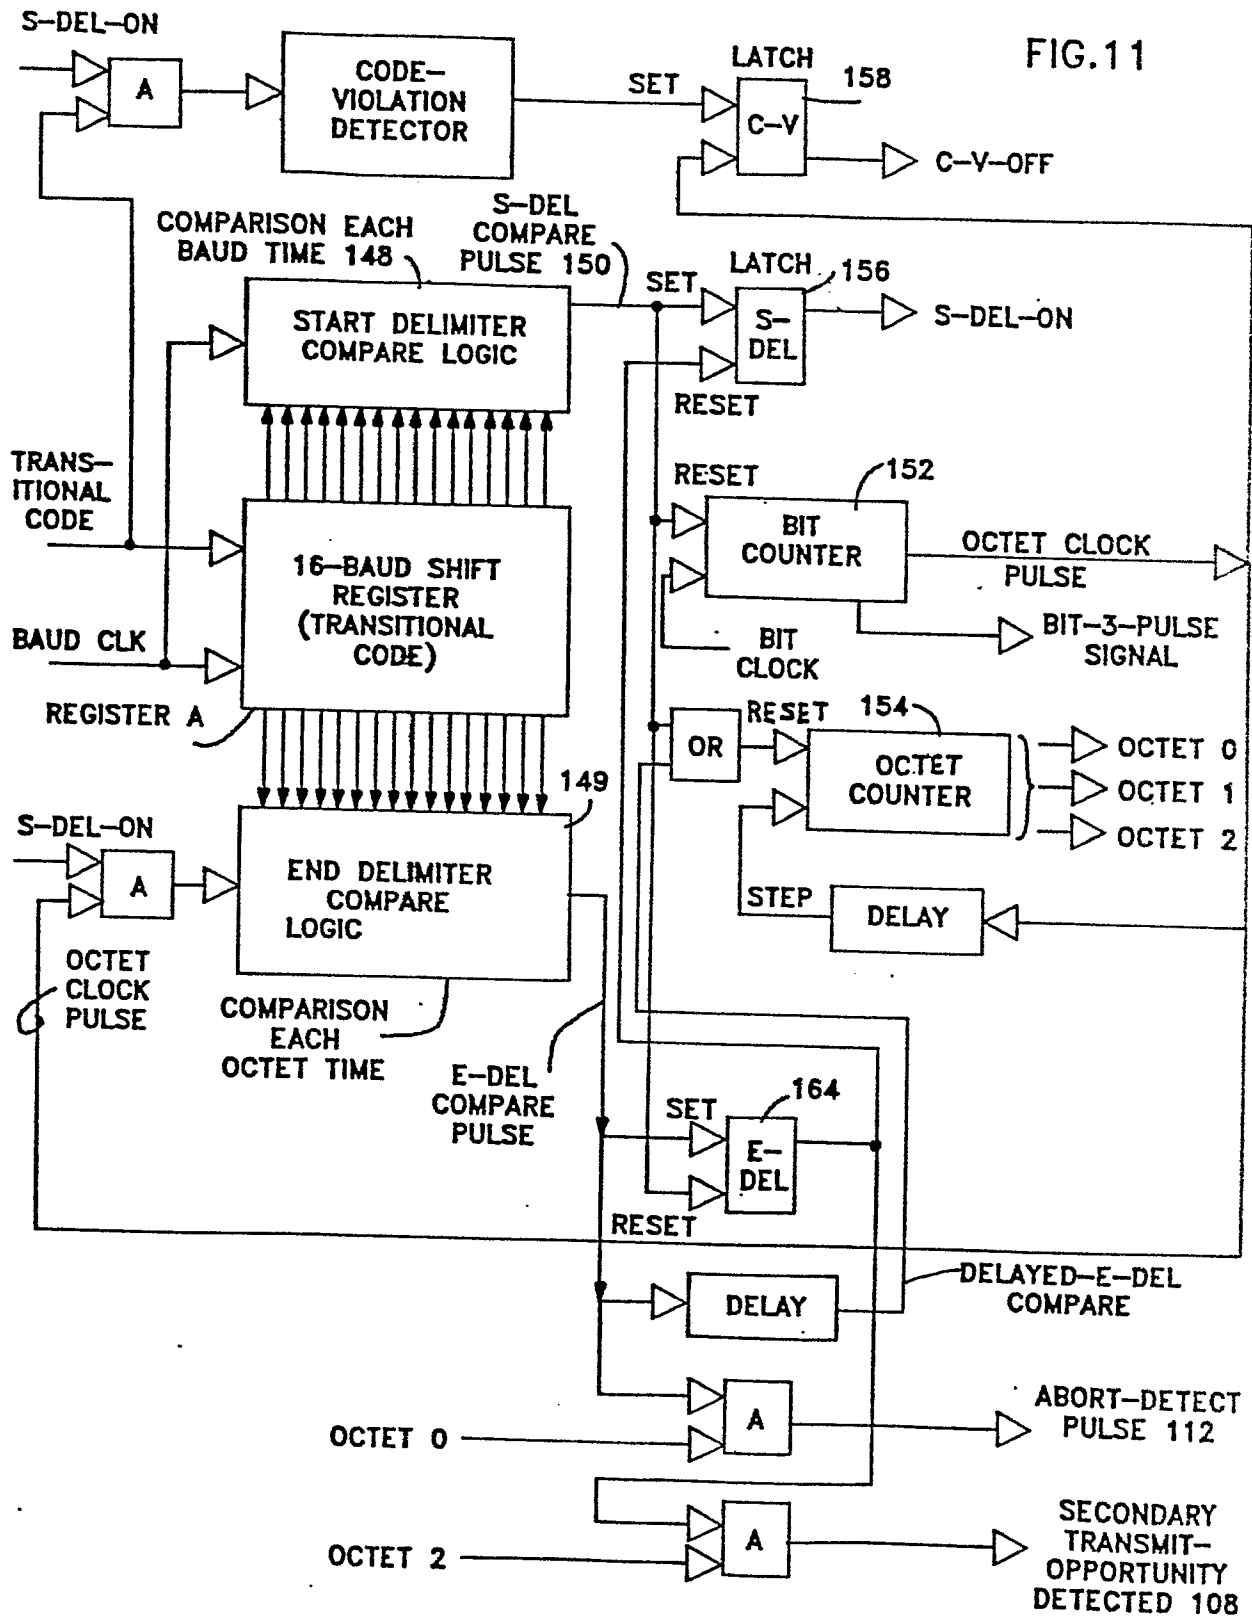 S-DEL-ON
FIG.11
A
CODE-
VIOLATION
DETECTOR
SET
LATCH
158
C-V
C-V-OFF
COMPARISON EACH
BAUD TIME 148
S-DEL
COMPARE
PULSE 150
SET
LATCH
156
S-
DEL
S-DEL-ON
RESET
START DELIMITER
COMPARE LOGIC
TRANS-
ITIONAL
CODE
RESET
152
BIT
COUNTER
OCTET CLOCK
PULSE
BIT-3-PULSE
SIGNAL
BIT
CLOCK
16-BAUD SHIFT
REGISTER
(TRANSITIONAL
CODE)
BAUD CLK
REGISTER A
OR
RESET
154
OCTET
COUNTER
OCTET 0
OCTET 1
OCTET 2
149
S-DEL-ON
A
END DELIMITER
COMPARE
LOGIC
STEP
DELAY
OCTET
CLOCK
PULSE
COMPARISON
EACH
OCTET TIME
E-DEL
COMPARE
PULSE
SET
164
E-
DEL
RESET
DELAY
DELAYED-E-DEL
COMPARE
OCTET 0
A
ABORT-DETECT
PULSE 112
OCTET 2
A
SECONDARY
TRANSMIT-
OPPORTUNITY
DETECTED 108